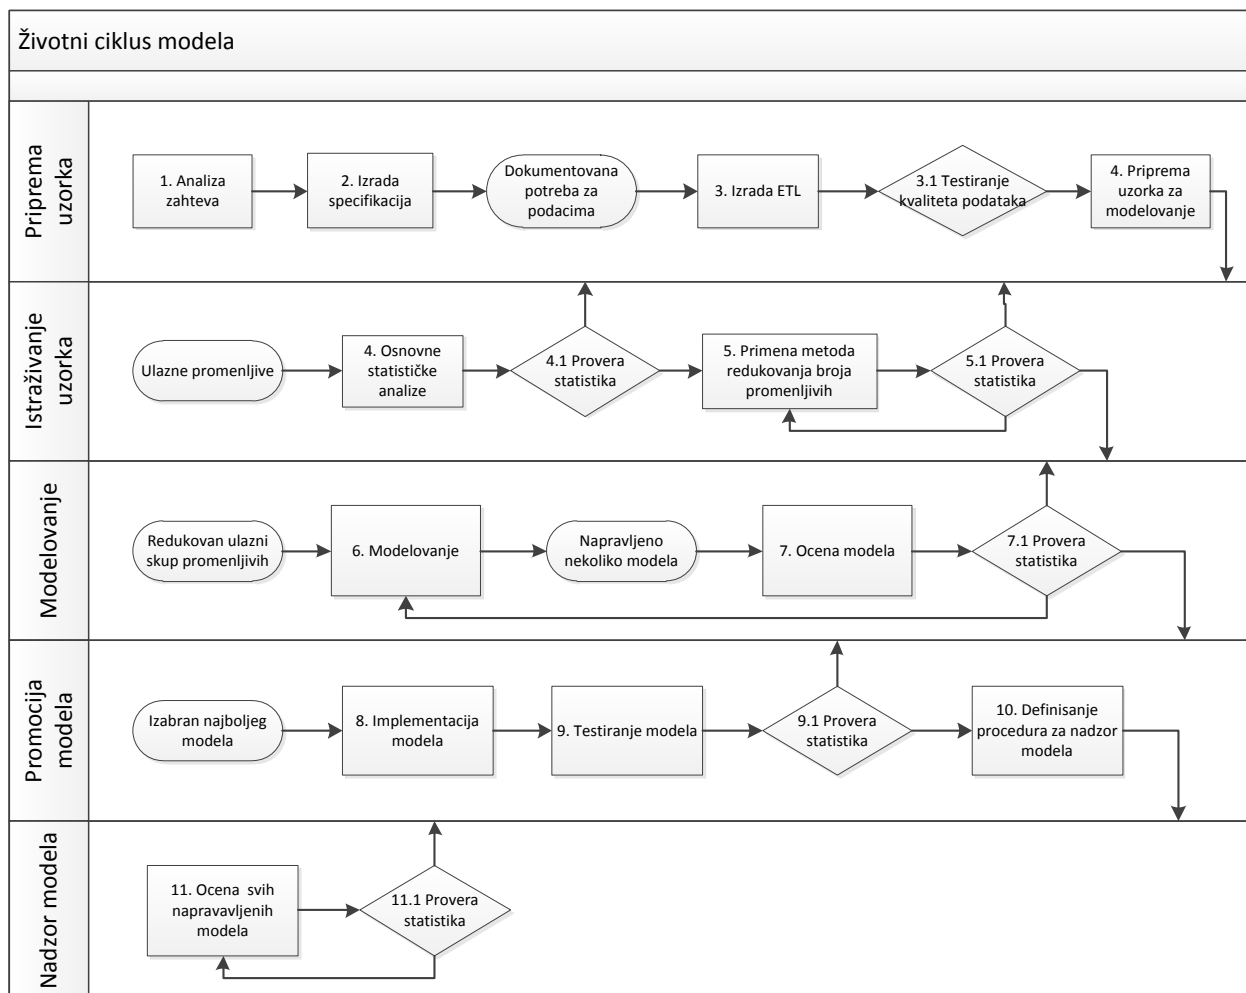 Životni ciklus modela
Priprema
uzorka
1. Analiza
zahteva
2. Izrada
specifikacija
Dokumentovana
potreba za
podacima
3. Izrada ETL
3.1 Testiranje
kvaliteta podataka
4. Priprema
uzorka za
modelovanje
Istraživanje
uzorka
Ulazne promenljive
4. Osnovne
statističke
analize
4.1 Provera
statistika
5. Primena metoda
redukovanja broja
promenljivih
5.1 Provera
statistika
Modelovanje
Redukovan ulazni
skup promenljivih
6. Modelovanje
Napravljeno
nekoliko modela
7. Ocena modela
7.1 Provera
statistika
Promocija
modela
Izabran najboljeg
modela
8. Implementacija
modela
9. Testiranje modela
9.1 Provera
statistika
10. Definisanje
procedura za nadzor
modela
Nadzor modela
11. Ocena  svih
napravavljenih
modela
11.1 Provera
statistika